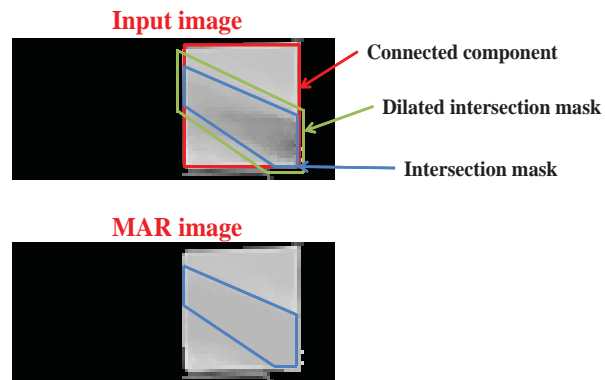 Input image
Connected component
Dilated intersection mask
Intersection mask
MAR image